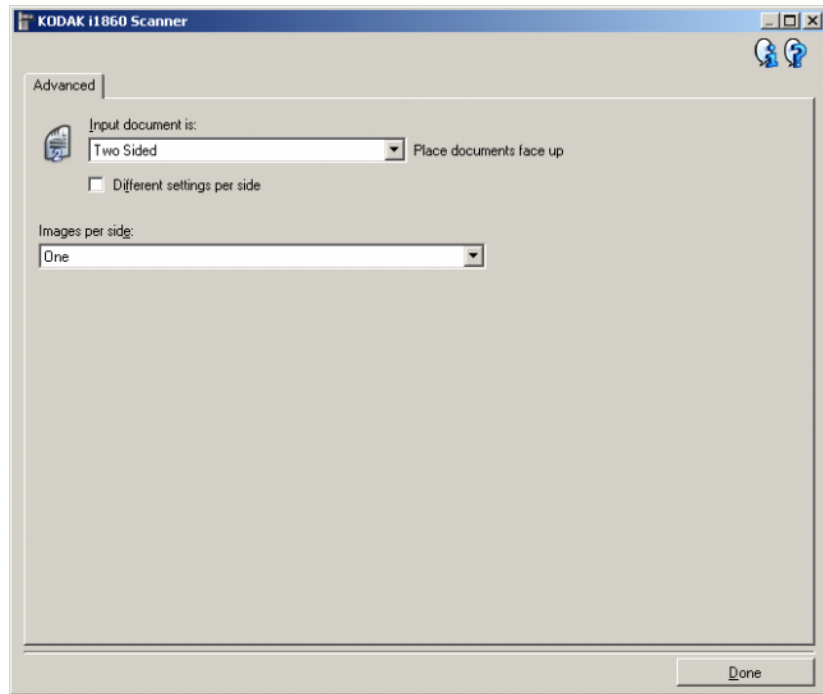 KODAK i1860 Scanner
Advanced
Input document is:
Two Sided
Place documents face up
Different settings per side
Images per side:
One
Done